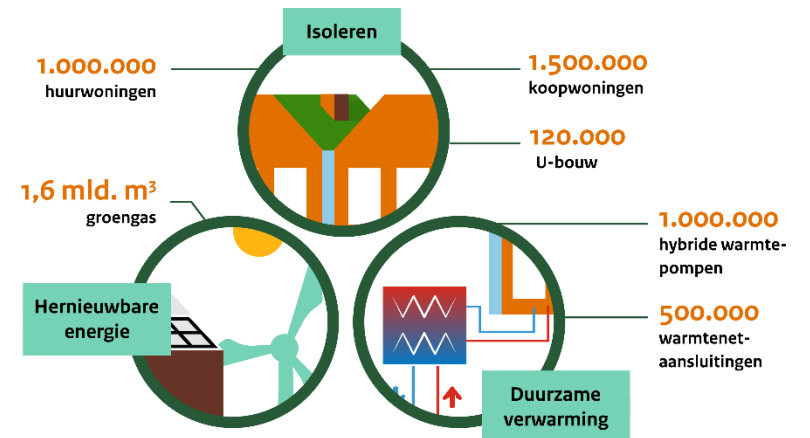 Isoleren
1.000.000
huurwoningen
1.500.000
koopwoningen
120.000
U-bouw
1,6 mld. m³
groengas
Hernieuwbare
energie
1.000.000
hybride warmte-
pompen
500.000
warmtenet-
aansluitingen
Duurzame
verwarming